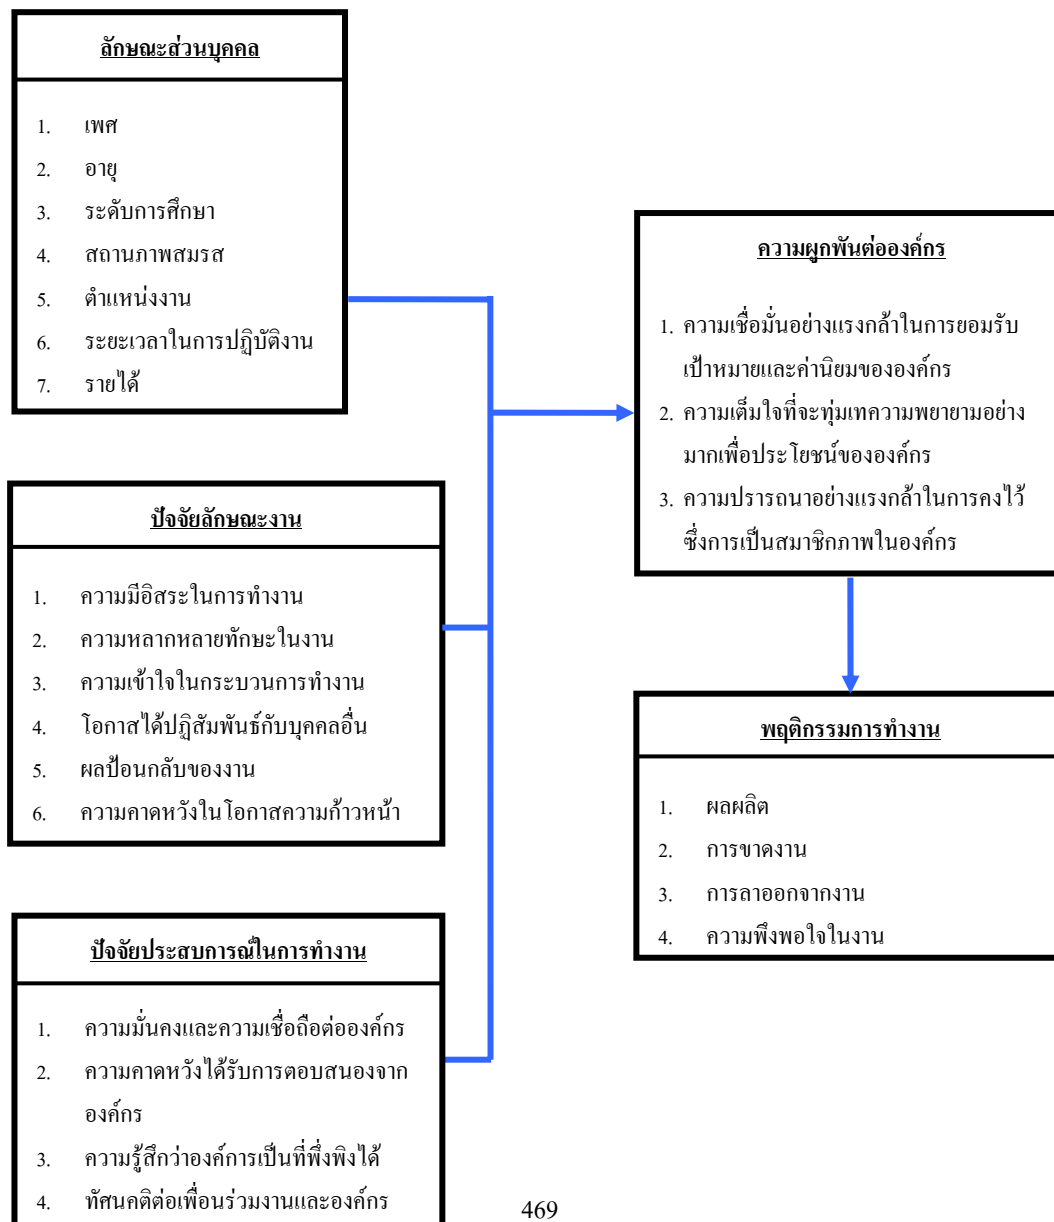 ลักษณะส่วนบุคคล
1. เพศ
2. อายุ
3. ระดับการศึกษา
4. สถานภาพสมรส
5. ตำแหน่งงาน
6. ระยะเวลาในการปฏิบัติงาน
7. รายได้
ปัจจัยลักษณะงาน
1. ความมีอิสระในการทำงาน
2. ความหลากหลายทักษะในงาน
3. ความเข้าใจในกระบวนการทำงาน
4. โอกาสได้ปฏิสัมพันธ์กับบุคคลอื่น
5. ผลป้อนกลับของงาน
6. ความคาดหวังในโอกาสความก้าวหน้า
ปัจจัยประสบการณ์ในการทำงาน
1. ความมั่นคงและความเชื่อถือต่อองค์กร
2. ความคาดหวังได้รับการตอบสนองจาก
องค์กร
3. ความรู้สึกว่าองค์การเป็นที่พึ่งพิงได้
4. ทัศนคติต่อเพื่อนร่วมงานและองค์กร
ความผูกพันต่อองค์กร
1. ความเชื่อมั่นอย่างแรงกล้าในการยอมรับ
เป้าหมายและค่านิยมขององค์กร
2. ความเต็มใจที่จะทุ่มเทความพยายามอย่าง
มากเพื่อประโยชน์ขององค์กร
3. ความปรารถนาอย่างแรงกล้าในการคงไว้
ซึ่งการเป็นสมาชิกภาพในองค์กร
พฤติกรรมการทำงาน
1. ผลผลิต
2. การขาดงาน
3. การลาออกจากงาน
4. ความพึงพอใจในงาน
469